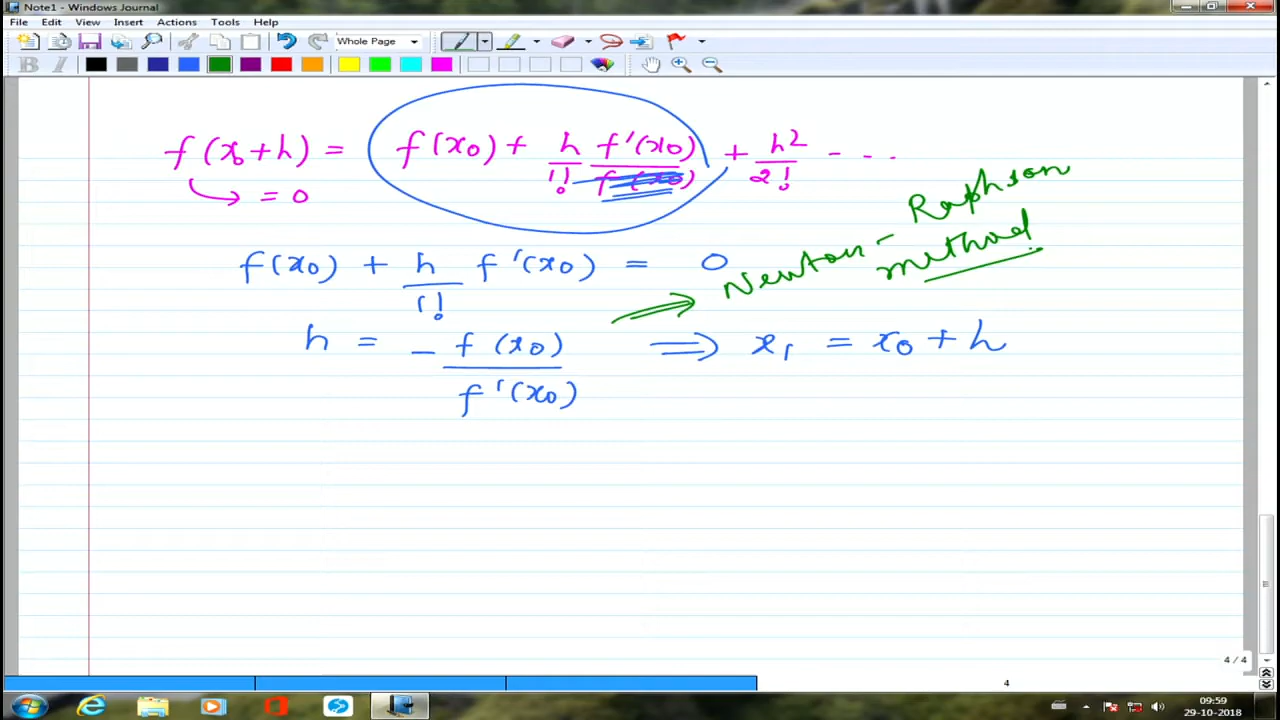 Note1 - Windows Journal
File Edit View Insert Actions Tools Help
Whole Page
B I
f(x₀+h) = f(x₀) + h/1! f'(x₀) + h²/2! - - - -
= 0
Newton-Raphson
method
f(x₀) + h/1! f'(x₀) = 0
h = - f(x₀)/f'(x₀) ⟹ x₁ = x₀ + h
4 / 4
4
09:59
29-10-2018